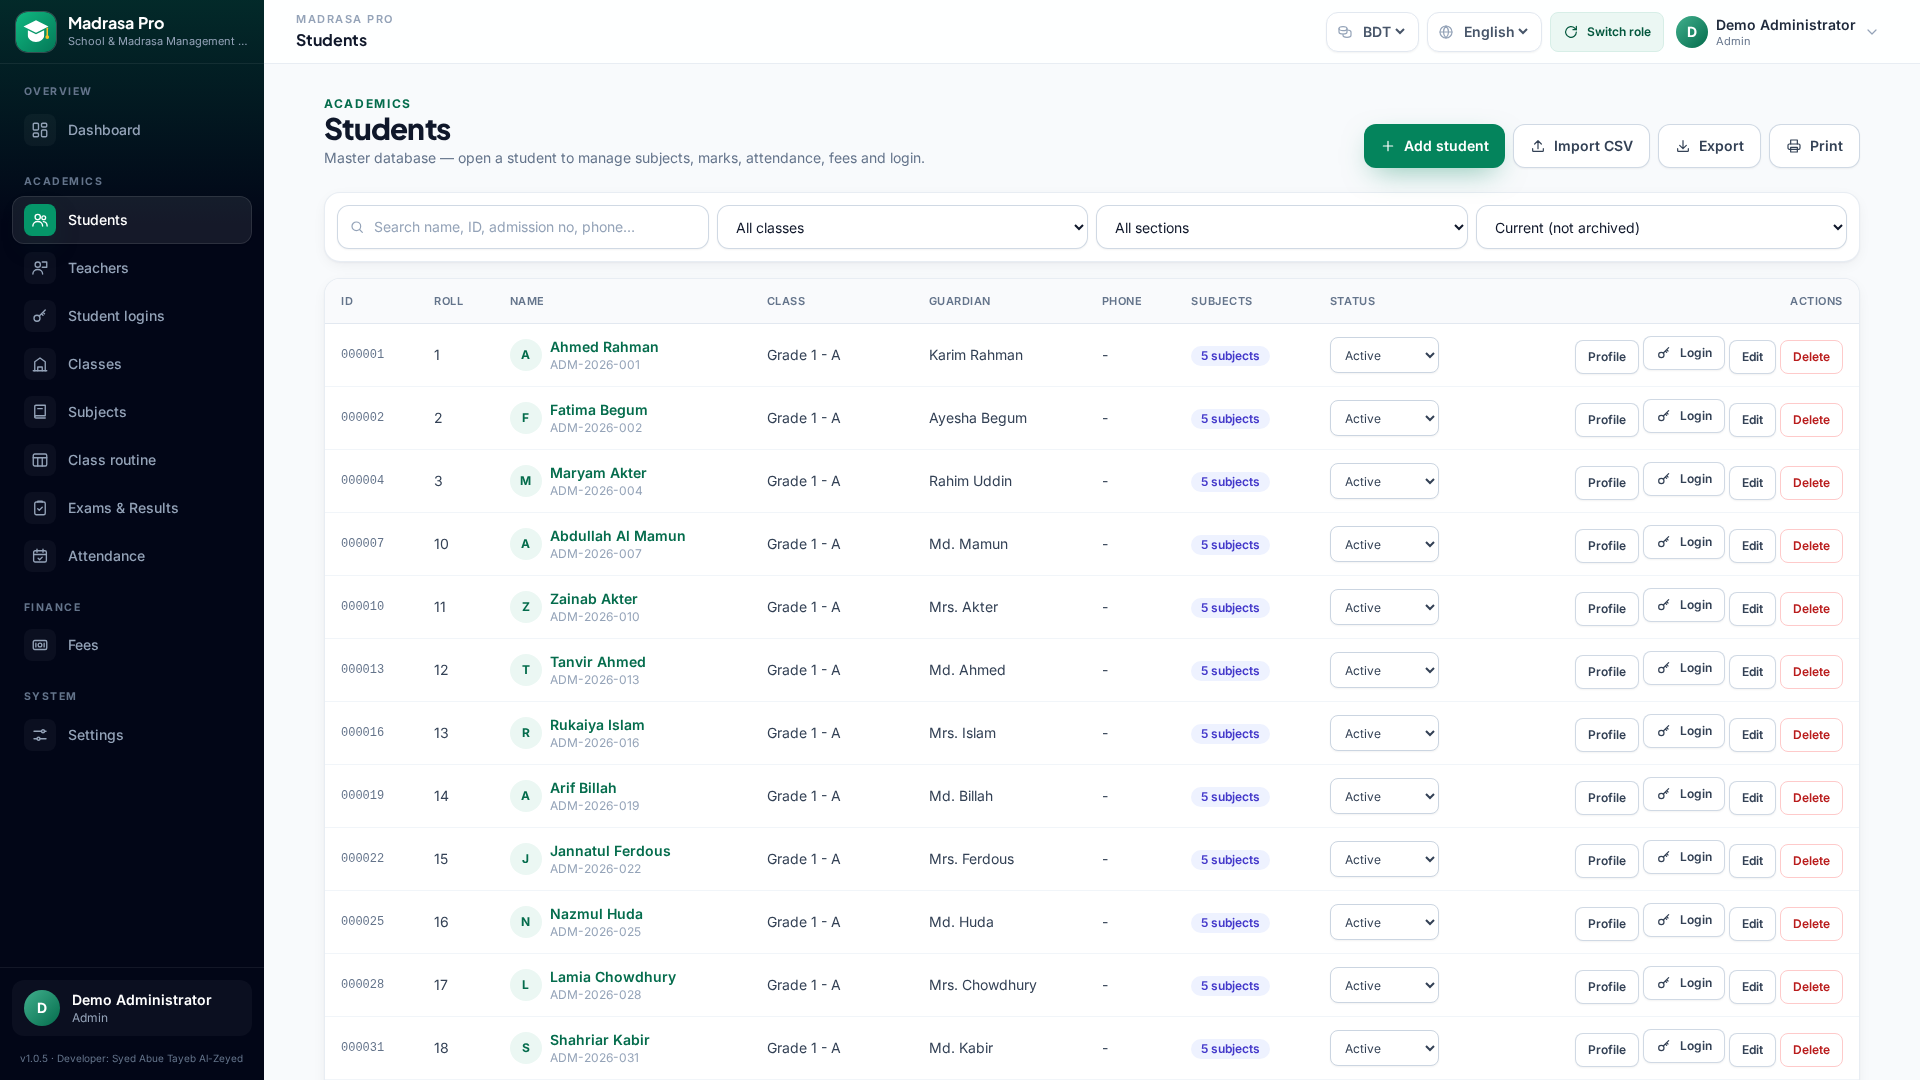 Madrasa Pro
School & Madrasa Management ...
OVERVIEW
Dashboard
ACADEMICS
Students
Teachers
Student logins
Classes
Subjects
Class routine
Exams & Results
Attendance
FINANCE
Fees
SYSTEM
Settings
D Demo Administrator
Admin
v1.0.5 · Developer: Syed Abue Tayeb Al-Zeyed
MADRASA PRO
Students
BDT English Switch role D Demo Administrator
Admin
ACADEMICS
Students
Master database — open a student to manage subjects, marks, attendance, fees and login.
Add student Import CSV Export Print
Search name, ID, admission no, phone... All classes All sections Current (not archived)
ID ROLL NAME CLASS GUARDIAN PHONE SUBJECTS STATUS ACTIONS
000001 1 A Ahmed Rahman Grade 1 - A Karim Rahman - 5 subjects Active Profile Login Edit Delete
ADM-2026-001
000002 2 F Fatima Begum Grade 1 - A Ayesha Begum - 5 subjects Active Profile Login Edit Delete
ADM-2026-002
000004 3 M Maryam Akter Grade 1 - A Rahim Uddin - 5 subjects Active Profile Login Edit Delete
ADM-2026-004
000007 10 A Abdullah Al Mamun Grade 1 - A Md. Mamun - 5 subjects Active Profile Login Edit Delete
ADM-2026-007
000010 11 Z Zainab Akter Grade 1 - A Mrs. Akter - 5 subjects Active Profile Login Edit Delete
ADM-2026-010
000013 12 T Tanvir Ahmed Grade 1 - A Md. Ahmed - 5 subjects Active Profile Login Edit Delete
ADM-2026-013
000016 13 R Rukaiya Islam Grade 1 - A Mrs. Islam - 5 subjects Active Profile Login Edit Delete
ADM-2026-016
000019 14 A Arif Billah Grade 1 - A Md. Billah - 5 subjects Active Profile Login Edit Delete
ADM-2026-019
000022 15 J Jannatul Ferdous Grade 1 - A Mrs. Ferdous - 5 subjects Active Profile Login Edit Delete
ADM-2026-022
000025 16 N Nazmul Huda Grade 1 - A Md. Huda - 5 subjects Active Profile Login Edit Delete
ADM-2026-025
000028 17 L Lamia Chowdhury Grade 1 - A Mrs. Chowdhury - 5 subjects Active Profile Login Edit Delete
ADM-2026-028
000031 18 S Shahriar Kabir Grade 1 - A Md. Kabir - 5 subjects Active Profile Login Edit Delete
ADM-2026-031